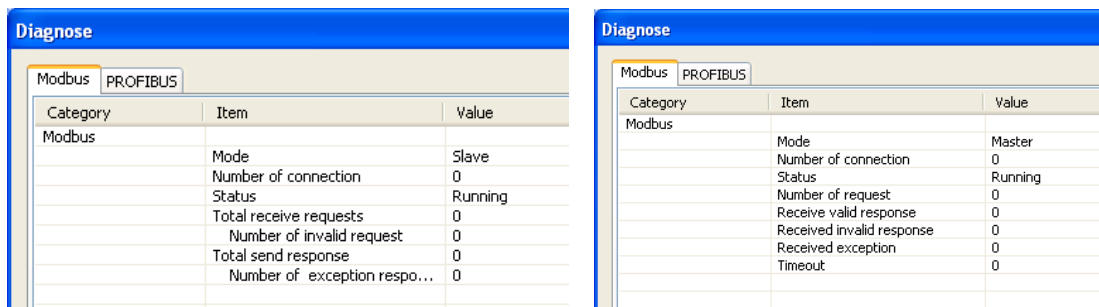 Diagnose
Modbus PROFIBUS
Category Item Value
Modbus
Mode Slave
Number of connection 0
Status Running
Total receive requests 0
Number of invalid request 0
Total send response 0
Number of exception respo... 0
Diagnose
Modbus PROFIBUS
Category Item Value
Modbus
Mode Master
Number of connection 0
Status Running
Number of request 0
Receive valid response 0
Received invalid response 0
Received exception 0
Timeout 0